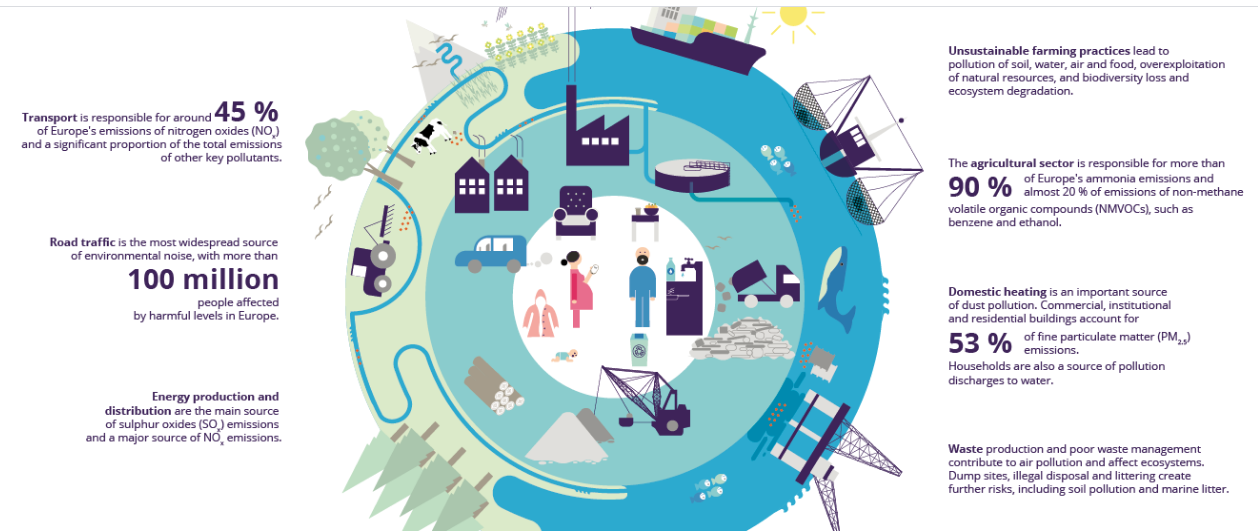 Transport is responsible for around 45 %
of Europe's emissions of nitrogen oxides (NOx)
and a significant proportion of the total emissions
of other key pollutants.
Road traffic is the most widespread source
of environmental noise, with more than
100 million
people affected
by harmful levels in Europe.
Energy production and
distribution are the main source
of sulphur oxides (SOx) emissions
and a major source of NOx emissions.
Unsustainable farming practices lead to
pollution of soil, water, air and food, overexploitation
of natural resources, and biodiversity loss and
ecosystem degradation.
The agricultural sector is responsible for more than
90 % of Europe's ammonia emissions and
almost 20 % of emissions of non-methane
volatile organic compounds (NMVOCs), such as
benzene and ethanol.
Domestic heating is an important source
of dust pollution. Commercial, institutional
and residential buildings account for
53 % of fine particulate matter (PM2.5)
emissions.
Households are also a source of pollution
discharges to water.
Waste production and poor waste management
contribute to air pollution and affect ecosystems.
Dump sites, illegal disposal and littering create
further risks, including soil pollution and marine litter.